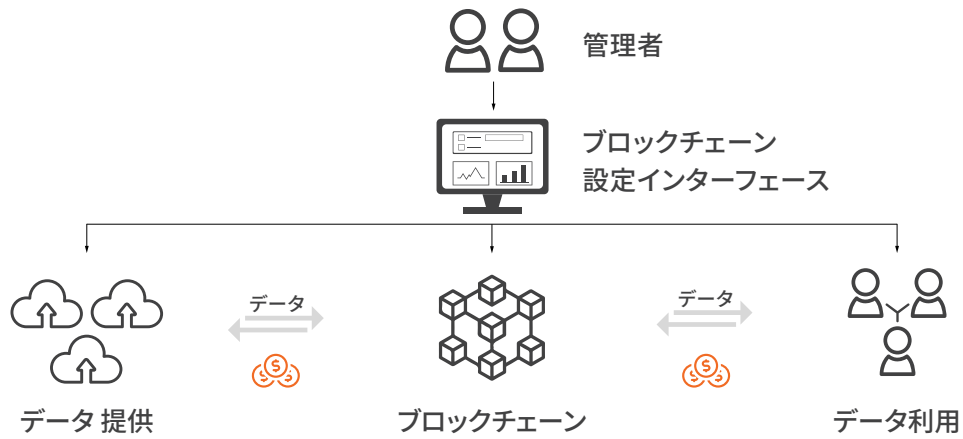 管理者
ブロックチェーン
設定インターフェース
データ
データ
データ 提供
ブロックチェーン
データ利用